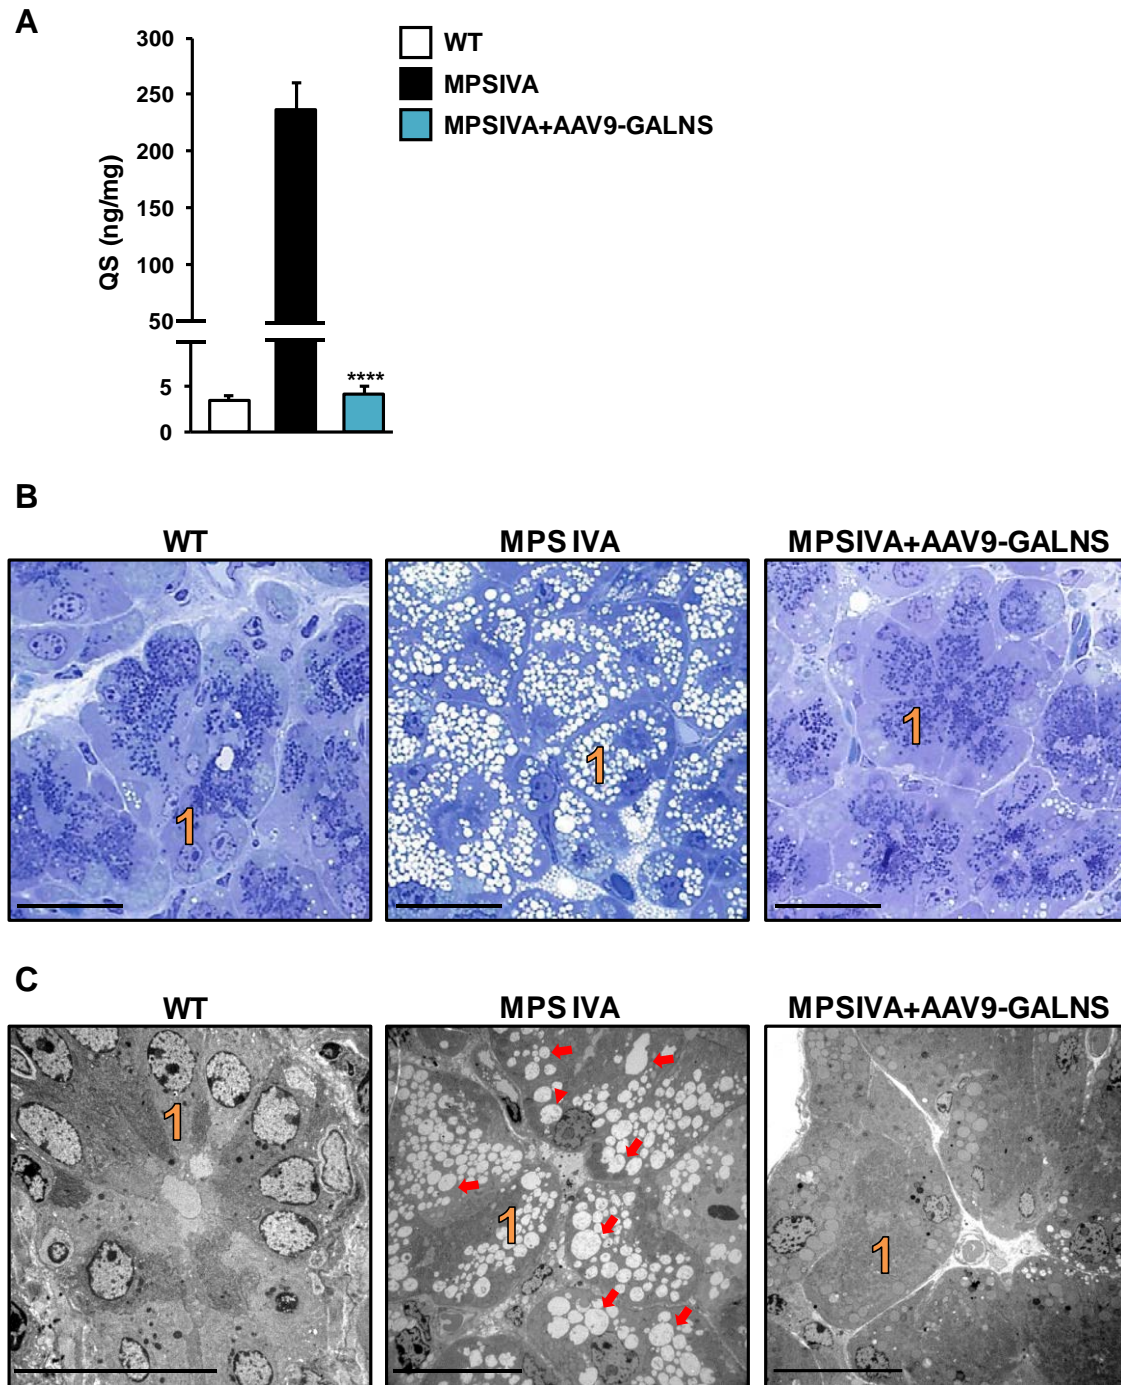 A
300
250
200
150
100
50
5
0
QS (ng/mg)
****
WT
MPSIVA
MPSIVA+AAV9-GALNS
B
WT
MPS IVA
MPSIVA+AAV9-GALNS
1
1
1
C
WT
MPS IVA
MPSIVA+AAV9-GALNS
1
1
1